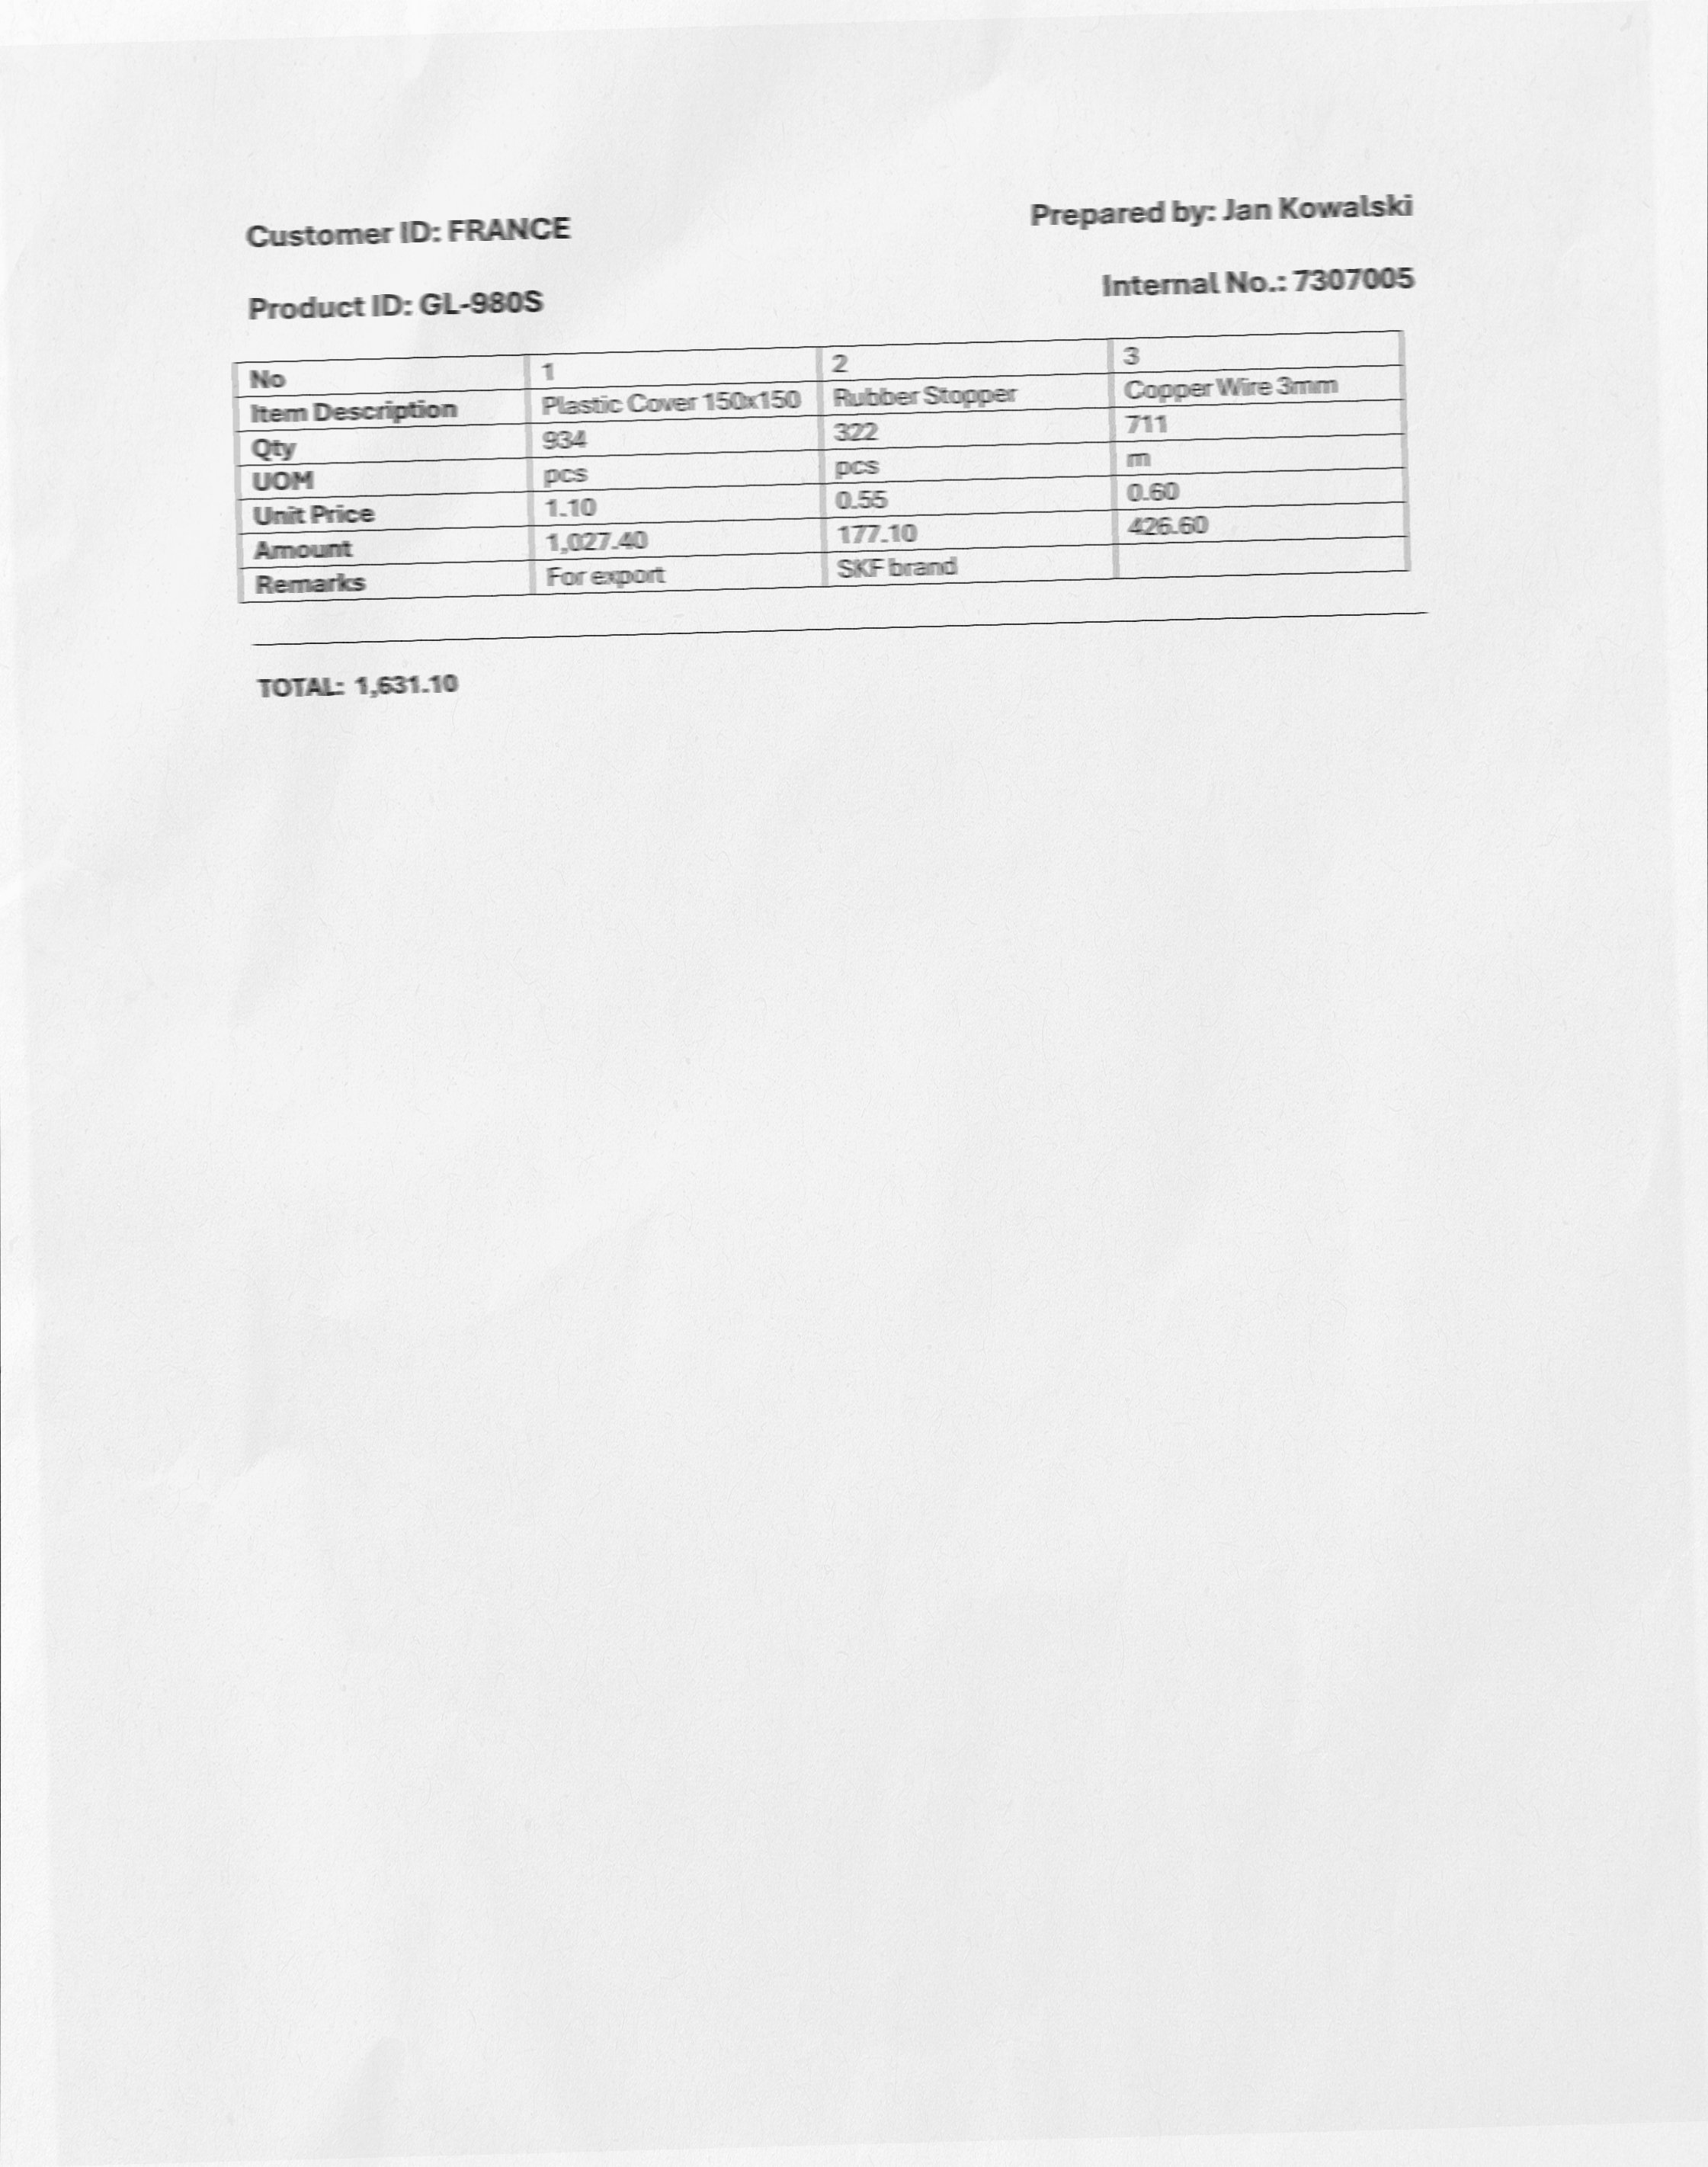 Customer ID: FRANCE Prepared by: Jan Kowalski
Product ID: GL-980S Internal No.: 7307005
No 1 2 3
Item Description Plastic Cover 150x150 Rubber Stopper Copper Wire 3mm
Qty 934 322 711
UOM pcs pcs m
Unit Price 1.10 0.55 0.60
Amount 1,027.40 177.10 426.60
Remarks For export SKF brand
TOTAL: 1,631.10